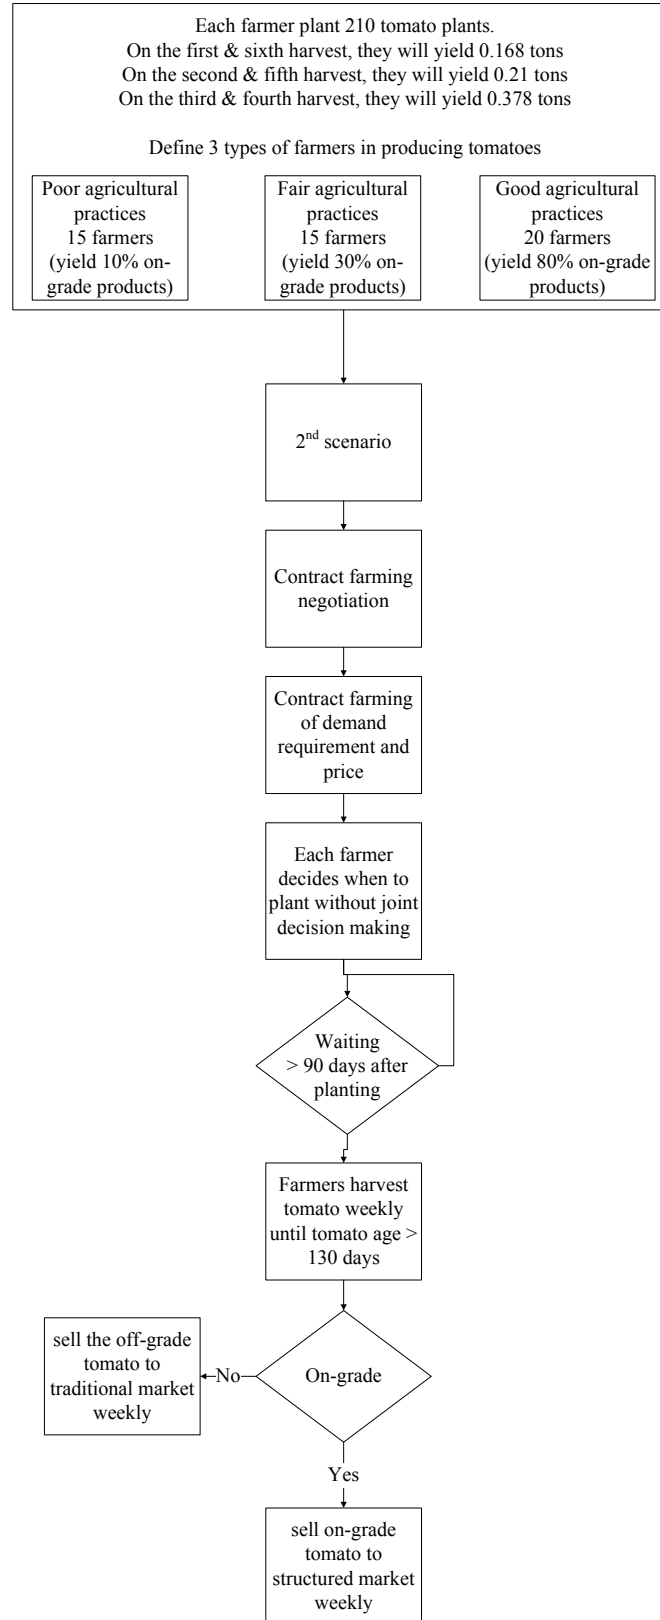 Each farmer plant 210 tomato plants.
On the first & sixth harvest, they will yield 0.168 tons
On the second & fifth harvest, they will yield 0.21 tons
On the third & fourth harvest, they will yield 0.378 tons
Define 3 types of farmers in producing tomatoes
Poor agricultural
practices
15 farmers
(yield 10% on-
grade products)
Fair agricultural
practices
15 farmers
(yield 30% on-
grade products)
Good agricultural
practices
20 farmers
(yield 80% on-grade
products)
2nd scenario
Contract farming
negotiation
Contract farming
of demand
requirement and
price
Each farmer
decides when to
plant without joint
decision making
Waiting
> 90 days after
planting
Farmers harvest
tomato weekly
until tomato age >
130 days
sell the off-grade
tomato to
traditional market
weekly
No
On-grade
Yes
sell on-grade
tomato to
structured market
weekly